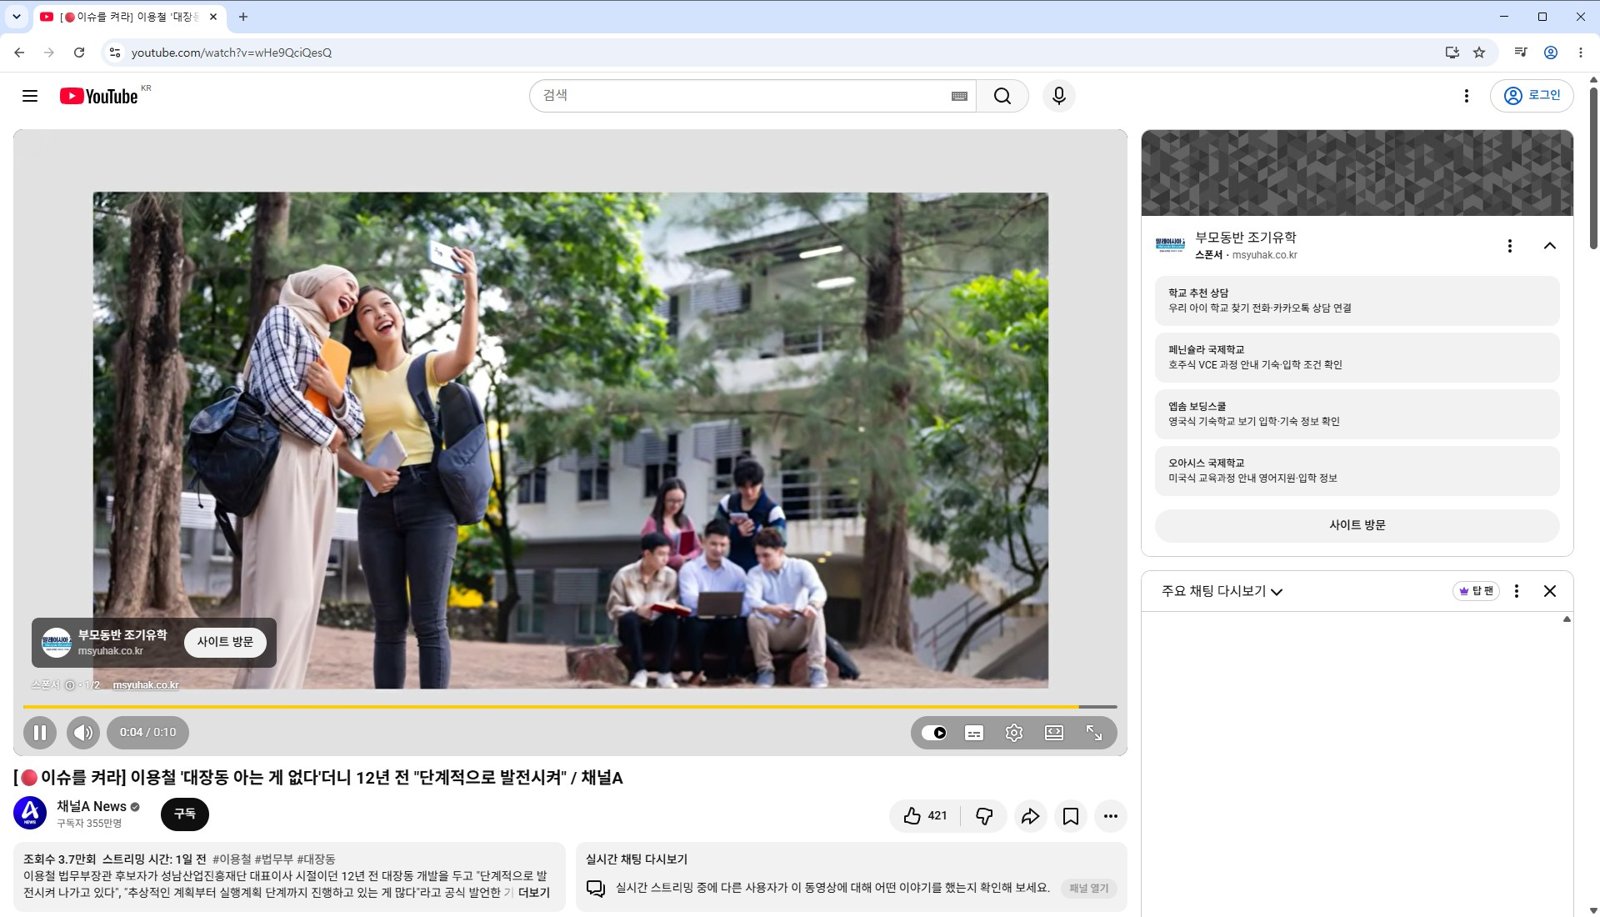 [🔴이슈를 켜라] 이용철 '대장동
youtube.com/watch?v=wHe9QciQesQ
YouTube KR
검색
로그인
부모동반 조기유학
스폰서 · msyuhak.co.kr
학교 추천 상담
우리 아이 학교 찾기 전화·카카오톡 상담 연결
페닌슐라 국제학교
호주식 VCE 과정 안내 기숙·입학 조건 확인
엡솜 보딩스쿨
영국식 기숙학교 보기 입학·기숙 정보 확인
오아시스 국제학교
미국식 교육과정 안내 영어지원·입학 정보
사이트 방문
부모동반 조기유학
msyuhak.co.kr
사이트 방문
스폰서 · 1/2 msyuhak.co.kr
0:04 / 0:10
주요 채팅 다시보기
탑 팬
[🔴이슈를 켜라] 이용철 '대장동 아는 게 없다'더니 12년 전 "단계적으로 발전시켜" / 채널A
채널A News
구독자 355만명
구독
421
조회수 3.7만회 스트리밍 시간: 1일 전 #이용철 #법무부 #대장동
이용철 법무부장관 후보자가 성남산업진흥재단 대표이사 시절이던 12년 전 대장동 개발을 두고 "단계적으로 발
전시켜 나가고 있다", "추상적인 계획부터 실행계획 단계까지 진행하고 있는 게 많다"라고 공식 발언한 기 더보기
실시간 채팅 다시보기
실시간 스트리밍 중에 다른 사용자가 이 동영상에 대해 어떤 이야기를 했는지 확인해 보세요.
패널 열기